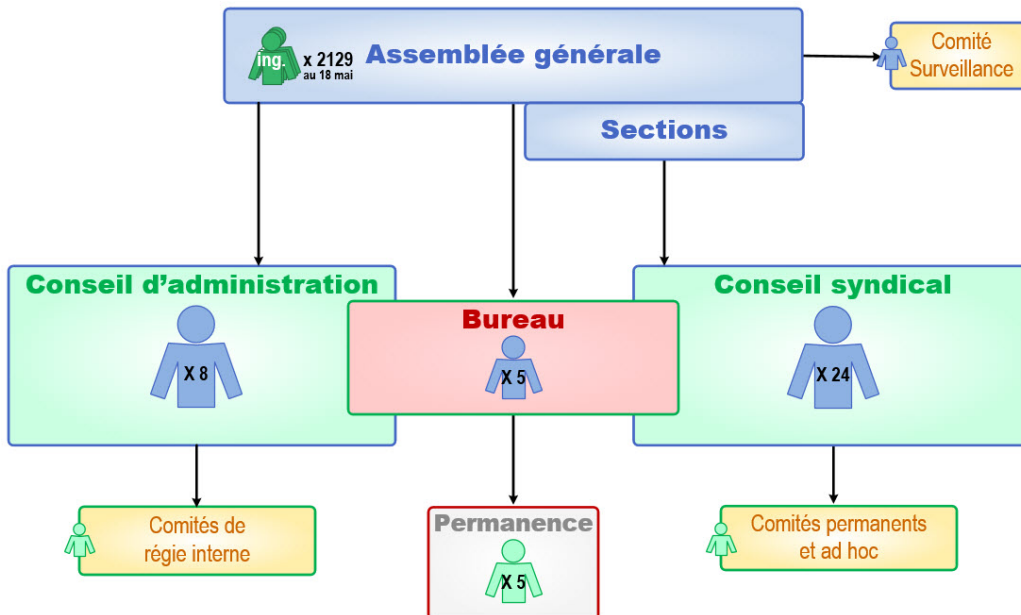 ing.
x 2129
au 18 mai
Assemblée générale
Comité
Surveillance
Sections
Conseil d’administration
X 8
Bureau
X 5
Conseil syndical
X 24
Comités de
régie interne
Permanence
X 5
Comités permanents
et ad hoc